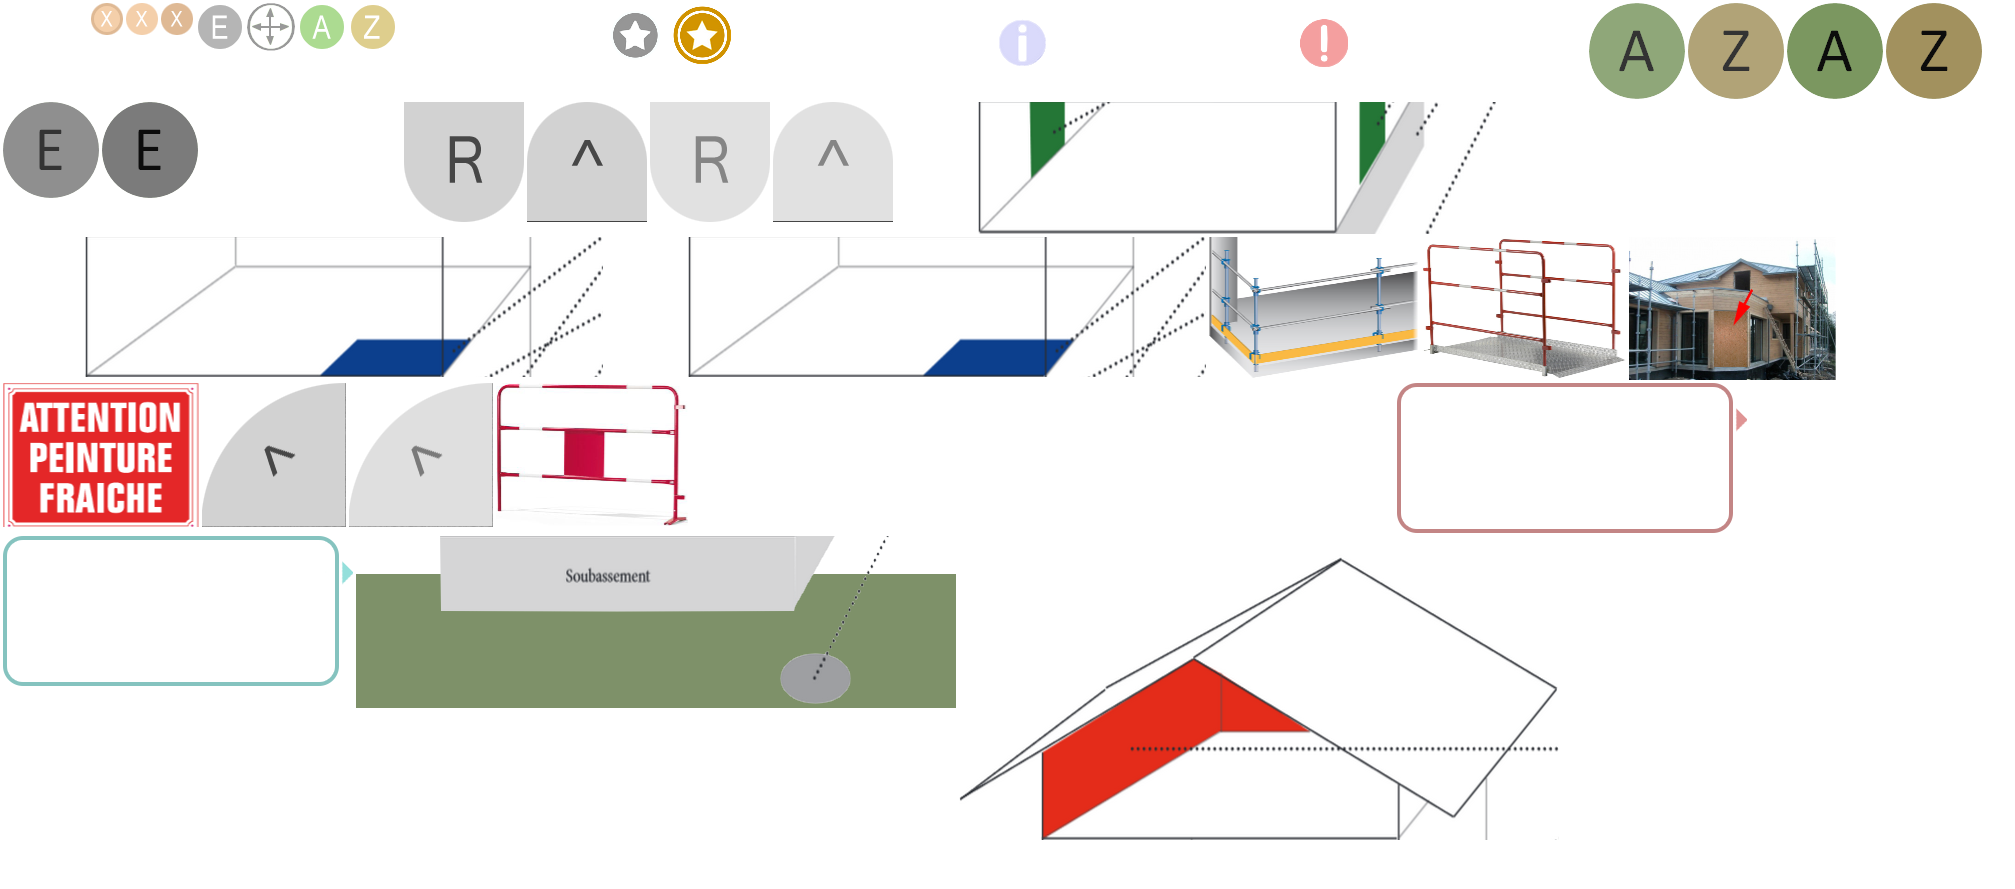 X X X E A Z
i !
A Z A Z
E E
R ^ R ^
ATTENTION
PEINTURE
FRAICHE
^ ^
Soubassement